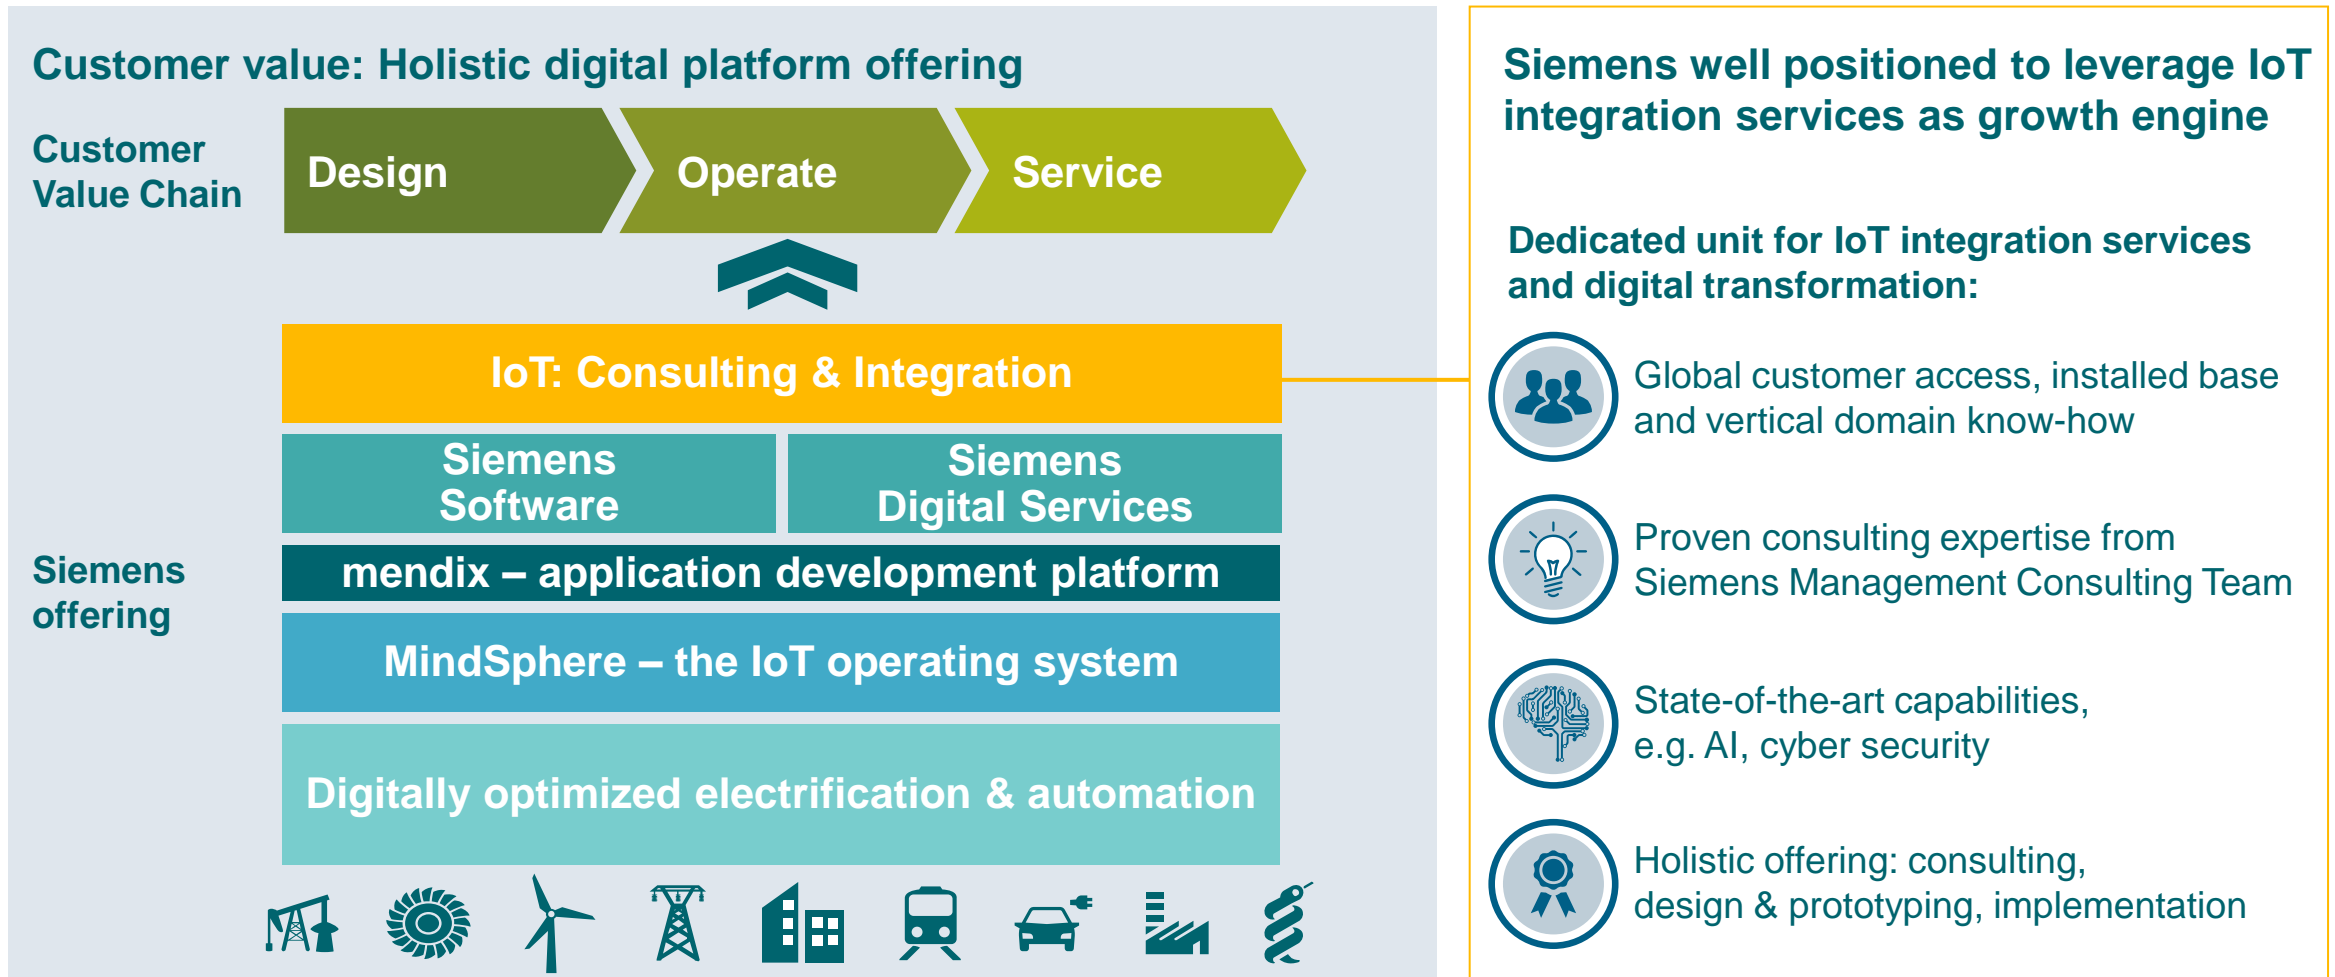 Customer value: Holistic digital platform offering
Customer
Value Chain
Design
Operate
Service
IoT: Consulting & Integration
Siemens
Software
Siemens
Digital Services
Siemens
offering
mendix – application development platform
MindSphere – the IoT operating system
Digitally optimized electrification & automation
Siemens well positioned to leverage IoT
integration services as growth engine
Dedicated unit for IoT integration services
and digital transformation:
Global customer access, installed base
and vertical domain know-how
Proven consulting expertise from
Siemens Management Consulting Team
State-of-the-art capabilities,
e.g. AI, cyber security
Holistic offering: consulting,
design & prototyping, implementation